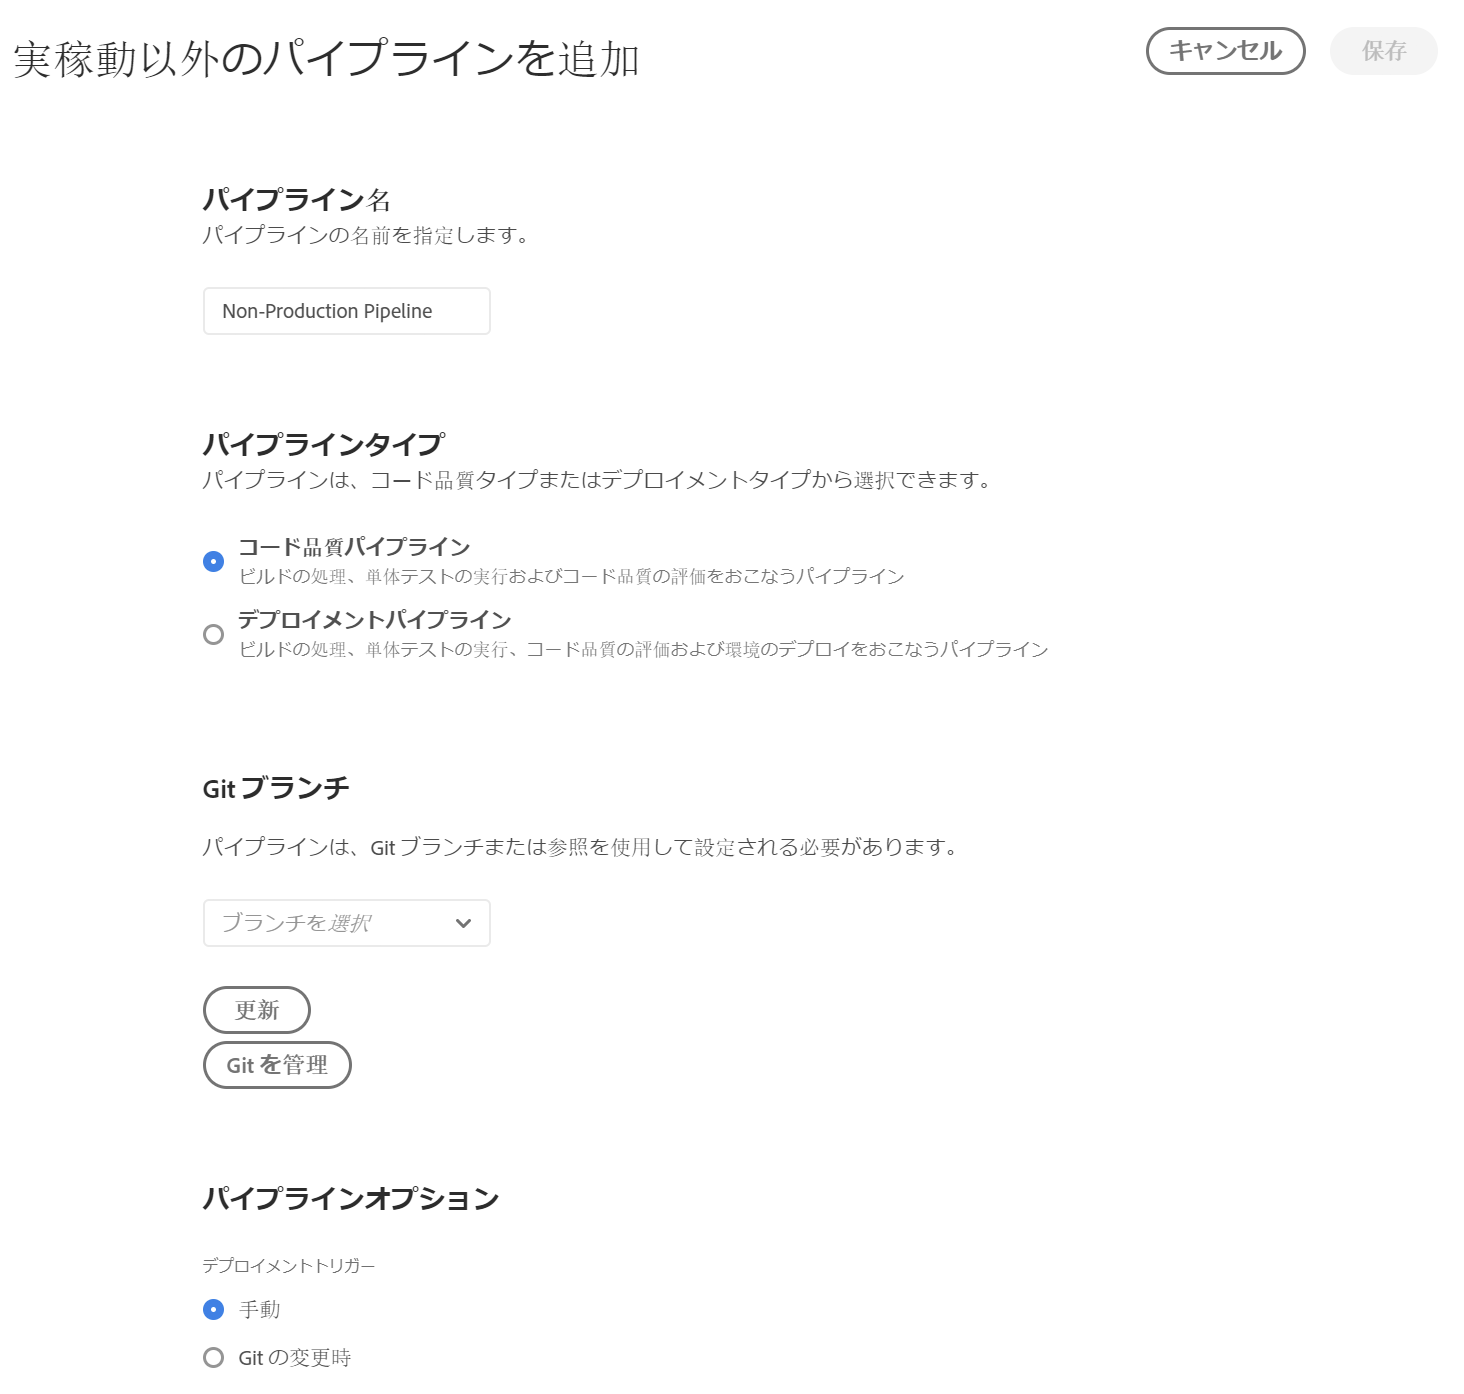 実稼動以外のパイプラインを追加
キャンセル
保存
パイプライン名
パイプラインの名前を指定します。
Non-Production Pipeline
パイプラインタイプ
パイプラインは、コード品質タイプまたはデプロイメントタイプから選択できます。
コード品質パイプライン
ビルドの処理、単体テストの実行およびコード品質の評価をおこなうパイプライン
デプロイメントパイプライン
ビルドの処理、単体テストの実行、コード品質の評価および環境のデプロイをおこなうパイプライン
Git ブランチ
パイプラインは、Git ブランチまたは参照を使用して設定される必要があります。
ブランチを選択
更新
Git を管理
パイプラインオプション
デプロイメントトリガー
手動
Git の変更時